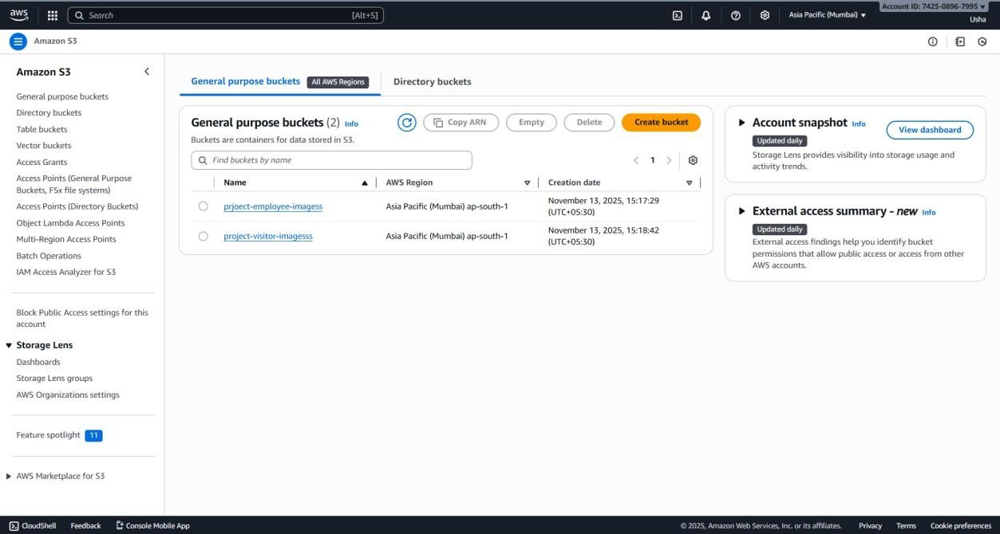 aws
Search [Alt+S]
Asia Pacific (Mumbai) ▼
Account ID: 7425-0896-7995 ▼
Usha
Amazon S3
Amazon S3
General purpose buckets
Directory buckets
Table buckets
Vector buckets
Access Grants
Access Points (General Purpose
Buckets, FSx file systems)
Access Points (Directory Buckets)
Object Lambda Access Points
Multi-Region Access Points
Batch Operations
IAM Access Analyzer for S3
Block Public Access settings for this
account
Storage Lens
Dashboards
Storage Lens groups
AWS Organizations settings
Feature spotlight 11
AWS Marketplace for S3
General purpose buckets All AWS Regions Directory buckets
General purpose buckets (2) Info
Copy ARN Empty Delete Create bucket
Buckets are containers for data stored in S3.
Find buckets by name
1
Name AWS Region Creation date
prjoect-employee-imagess Asia Pacific (Mumbai) ap-south-1 November 13, 2025, 15:17:29
(UTC+05:30)
project-visitor-imagesss Asia Pacific (Mumbai) ap-south-1 November 13, 2025, 15:18:42
(UTC+05:30)
Account snapshot Info View dashboard
Updated daily
Storage Lens provides visibility into storage usage and
activity trends.
External access summary - new Info
Updated daily
External access findings help you identify bucket
permissions that allow public access or access from other
AWS accounts.
CloudShell Feedback Console Mobile App
© 2025, Amazon Web Services, Inc. or its affiliates. Privacy Terms Cookie preferences